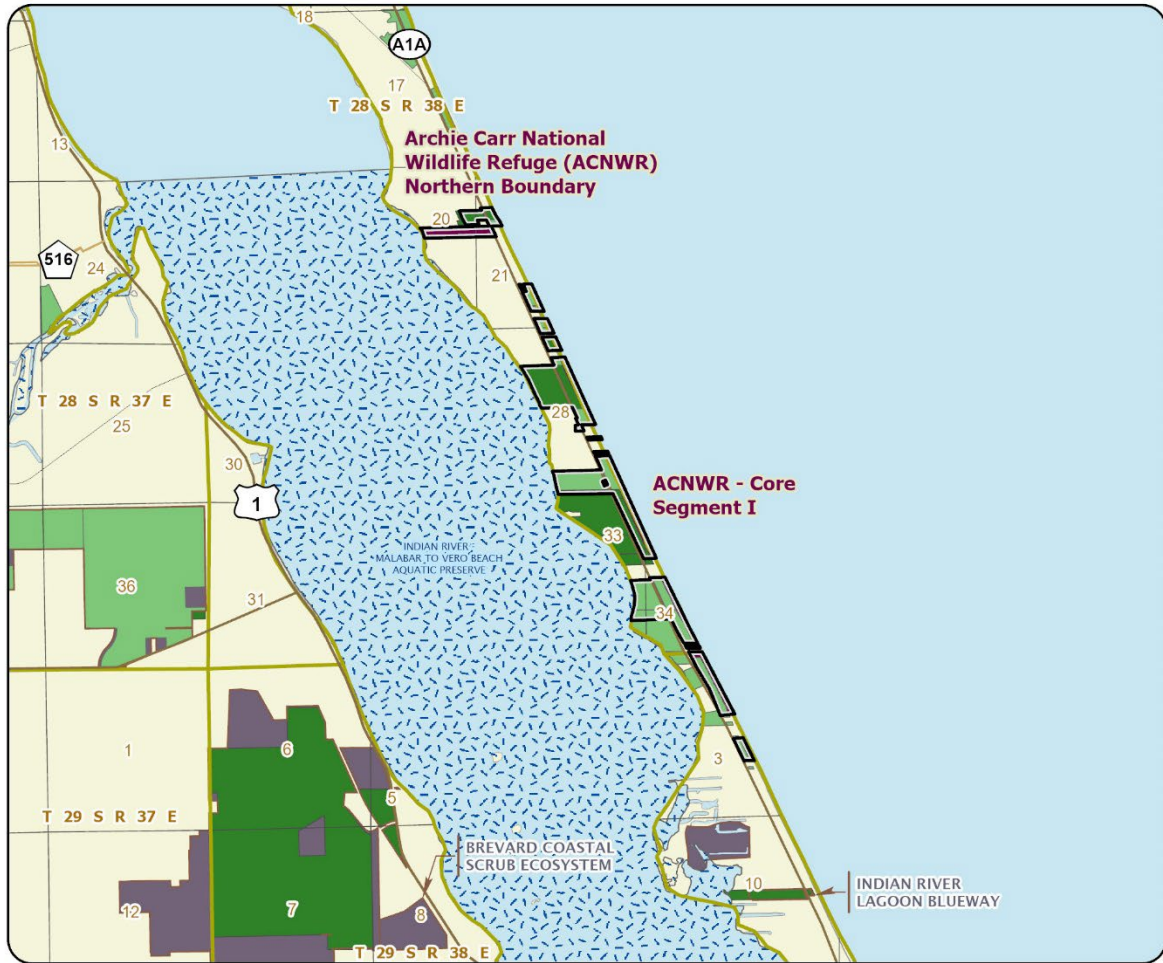 18
A1A
17
T 28 S R 38 E
13
Archie Carr National
Wildlife Refuge (ACNWR)
Northern Boundary
20
516
24
21
T 28 S R 37 E
25
28
30
1
ACNWR - Core
Segment I
33
INDIAN RIVER -
MALABAR TO VERO BEACH
AQUATIC PRESERVE
36
31
34
1
6
3
5
T 29 S R 37 E
BREVARD COASTAL
SCRUB ECOSYSTEM
10
INDIAN RIVER
LAGOON BLUEWAY
12
7
8
T 29 S R 38 E